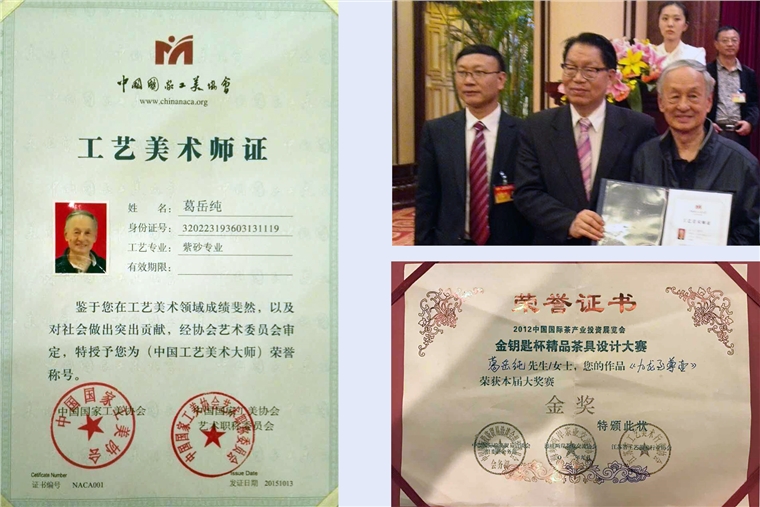 中国国家工美协会
www.chinanaca.org
工艺美术师证
姓名：葛岳纯
身份证号：320223193603131119
工艺专业：紫砂专业
有效期限：
鉴于您在工艺美术领域成绩斐然，以及
对社会做出突出贡献，经协会艺术委员会审
定，特授予您为（中国工艺美术大师）荣誉
称号。
中国国家工美协会
中国国家工美协会
艺术职称委员会
Certificate Number
证书编号 NACA001
Issue Date
发证日期 20151013
工艺美术师证
荣誉证书
2012中国国际茶产业投资展览会
金钥匙杯精品茶具设计大赛
葛岳纯先生/女士，您的作品
荣获本届大奖赛
金奖
特颁此状